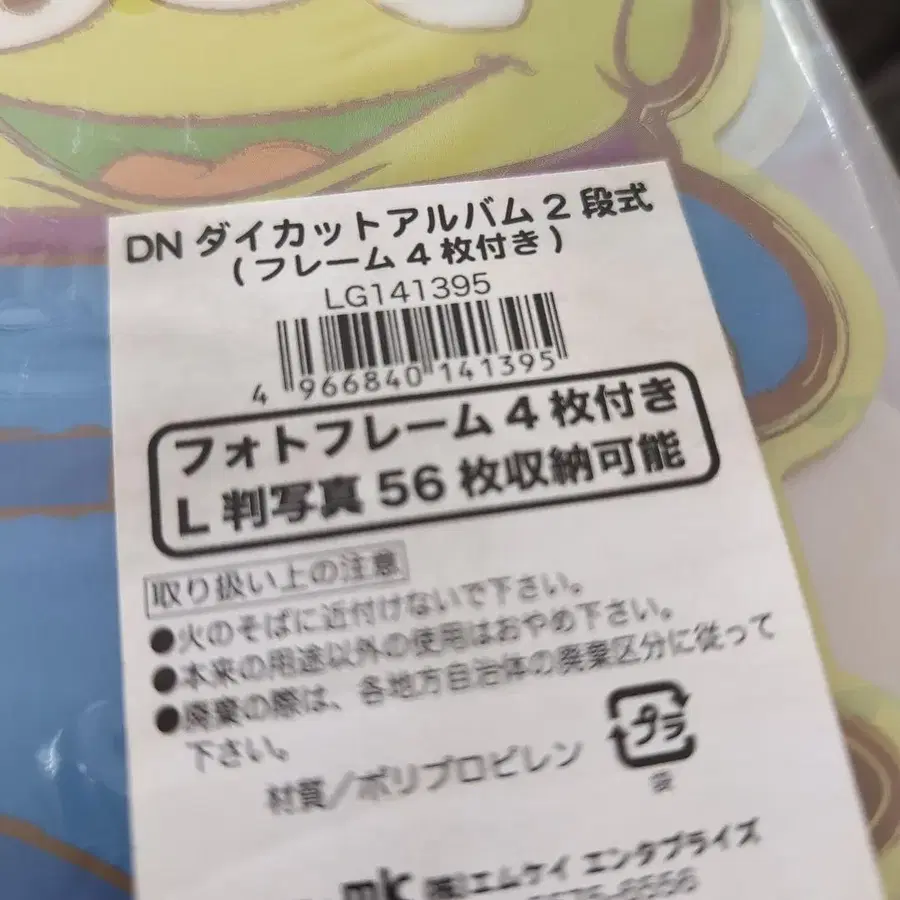 DN ダイカットアルバム 2 段式
(フレーム 4 枚付き)
LG141395
4 966840 141395
フォトフレーム 4 枚付き
L 判写真 56 枚収納可能
取り扱い上の注意
●火のそばに近付けないで下さい。
●本来の用途以外の使用はおやめ下さい。
●廃棄の際は、各地方自治体の廃棄区分に従って
下さい。
材質／ポリプロピレン
プラ
袋
mk ㈱エムケイ エンタプライズ